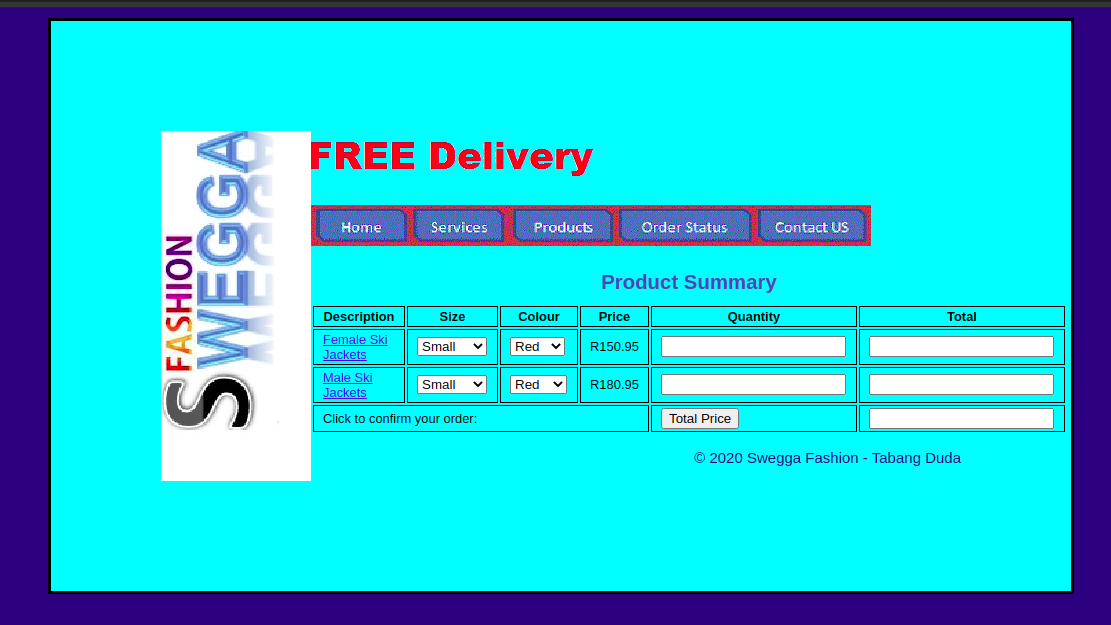 SWEGGA
FASHION
S
FREE Delivery
Home Services Products Order Status Contact US
Product Summary
Description Size Colour Price Quantity Total
Female Ski
Jackets
Small Red R150.95
Male Ski
Jackets
Small Red R180.95
Click to confirm your order: Total Price
© 2020 Swegga Fashion - Tabang Duda